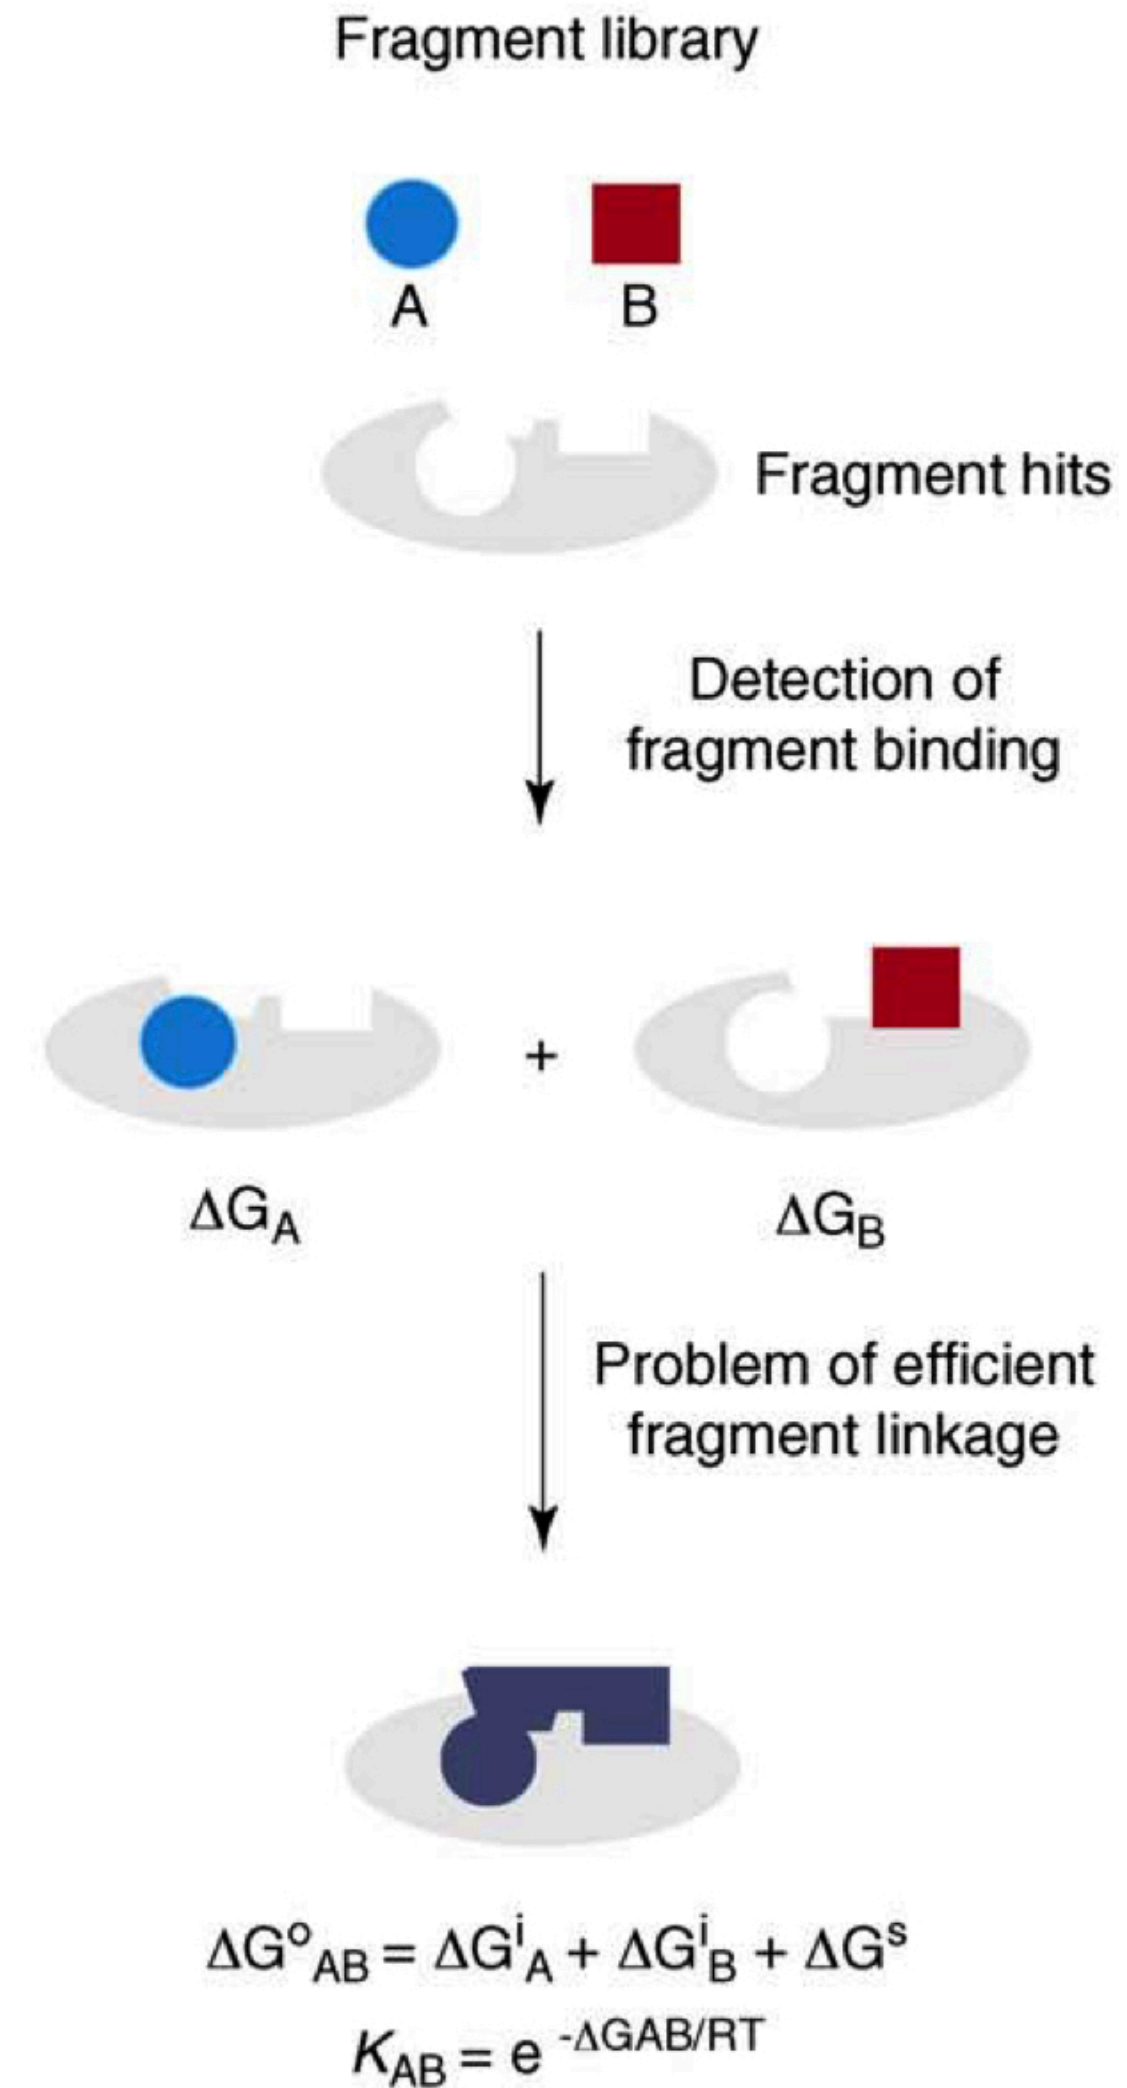 Fragment library
A B
Fragment hits
Detection of
fragment binding
+
ΔG_A ΔG_B
Problem of efficient
fragment linkage
ΔG°_AB = ΔG^i_A + ΔG^i_B + ΔG^s
K_AB = e^-ΔGAB/RT